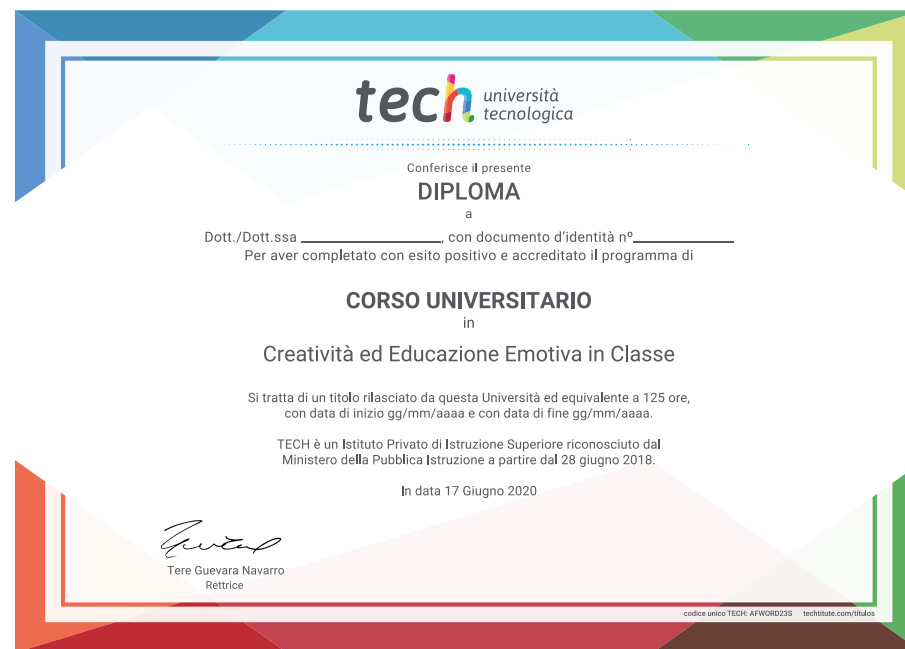 tech università
tecnologica
Conferisce il presente
DIPLOMA
a
Dott./Dott.ssa ____________________, con documento d'identità nº______________
Per aver completato con esito positivo e accreditato il programma di
CORSO UNIVERSITARIO
in
Creatività ed Educazione Emotiva in Classe
Si tratta di un titolo rilasciato da questa Università ed equivalente a 125 ore,
con data di inizio gg/mm/aaaa e con data di fine gg/mm/aaaa.
TECH è un Istituto Privato di Istruzione Superiore riconosciuto dal
Ministero della Pubblica Istruzione a partire dal 28 giugno 2018.
In data 17 Giugno 2020
Tere Guevara Navarro
Rettrice
codice unico TECH: AFWORD23S techtitute.com/títulos